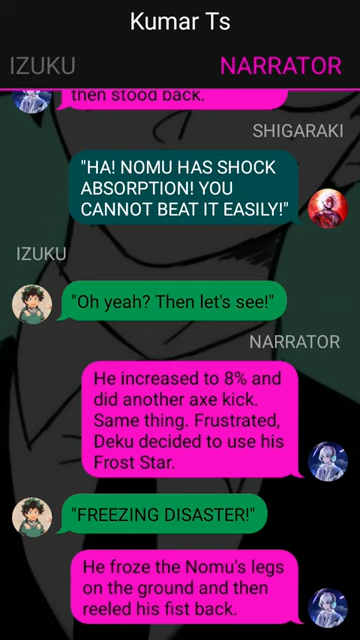 Kumar Ts
IZUKU
NARRATOR
then stood back.
SHIGARAKI
"HA! NOMU HAS SHOCK
ABSORPTION! YOU
CANNOT BEAT IT EASILY!"
IZUKU
"Oh yeah? Then let's see!"
NARRATOR
He increased to 8% and
did another axe kick.
Same thing. Frustrated,
Deku decided to use his
Frost Star.
"FREEZING DISASTER!"
He froze the Nomu's legs
on the ground and then
reeled his fist back.